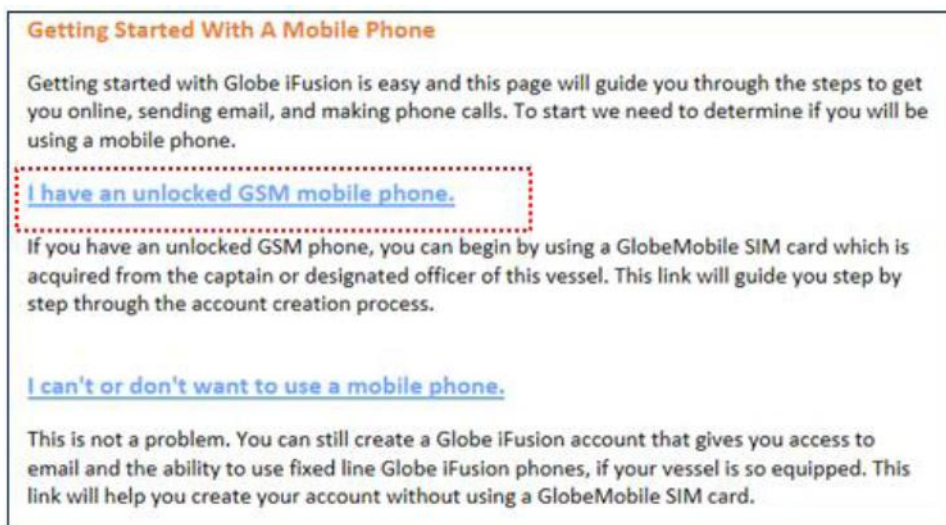 Getting Started With A Mobile Phone
Getting started with Globe iFusion is easy and this page will guide you through the steps to get
you online, sending email, and making phone calls. To start we need to determine if you will be
using a mobile phone.
I have an unlocked GSM mobile phone.
If you have an unlocked GSM phone, you can begin by using a GlobeMobile SIM card which is
acquired from the captain or designated officer of this vessel. This link will guide you step by
step through the account creation process.
I can't or don't want to use a mobile phone.
This is not a problem. You can still create a Globe iFusion account that gives you access to
email and the ability to use fixed line Globe iFusion phones, if your vessel is so equipped. This
link will help you create your account without using a GlobeMobile SIM card.